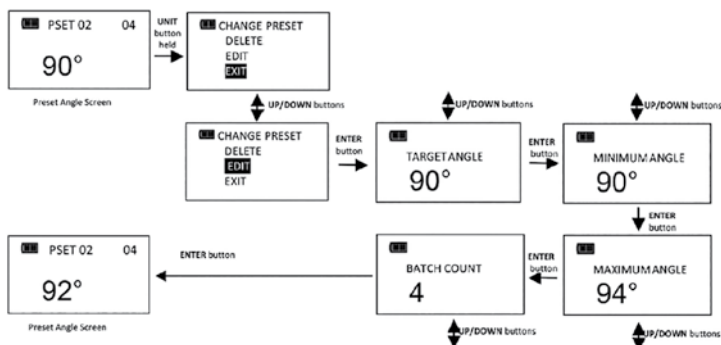 PSET 02 04
90°
Preset Angle Screen
UNIT
button
held
CHANGE PRESET
DELETE
EDIT
EXIT
UP/DOWN buttons
CHANGE PRESET
DELETE
EDIT
EXIT
ENTER
button
UP/DOWN buttons
TARGET ANGLE
90°
ENTER
button
UP/DOWN buttons
MINIMUM ANGLE
90°
ENTER
button
MAXIMUM ANGLE
94°
UP/DOWN buttons
ENTER
button
BATCH COUNT
4
UP/DOWN buttons
ENTER button
PSET 02 04
92°
Preset Angle Screen